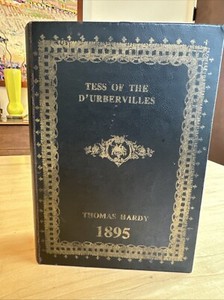 TESS OF THE
D'URBERVILLES
THOMAS HARDY
1895